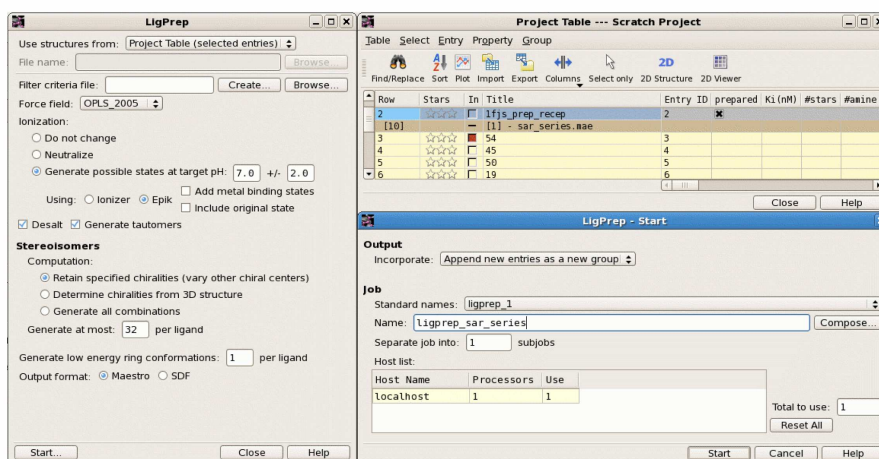 LigPrep
Use structures from: Project Table (selected entries)
File name: Browse...
Filter criteria file: Create... Browse...
Force field: OPLS_2005
Ionization:
Do not change
Neutralize
Generate possible states at target pH: 7.0 +/- 2.0
Using: Ionizer Epik Add metal binding states
Include original state
Desalt Generate tautomers
Stereoisomers
Computation:
Retain specified chiralities (vary other chiral centers)
Determine chiralities from 3D structure
Generate all combinations
Generate at most: 32 per ligand
Generate low energy ring conformations: 1 per ligand
Output format: Maestro SDF
Start... Close Help
Project Table --- Scratch Project
Table Select Entry Property Group
2D
Find/Replace Sort Plot Import Export Columns Select only 2D Structure 2D Viewer
Row Stars In Title Entry ID prepared Ki(nM) #stars #amine
2 1fjs_prep_recep 2
[10] [1] - sar_series.mae
3 54 3
4 45 4
5 50 5
6 19 6
Close Help
LigPrep - Start
Output
Incorporate: Append new entries as a new group
Job
Standard names: ligprep_1
Name: ligprep_sar_series Compose...
Separate job into: 1 subjobs
Host list:
Host Name Processors Use
localhost 1 1
Total to use: 1
Reset All
Start Cancel Help